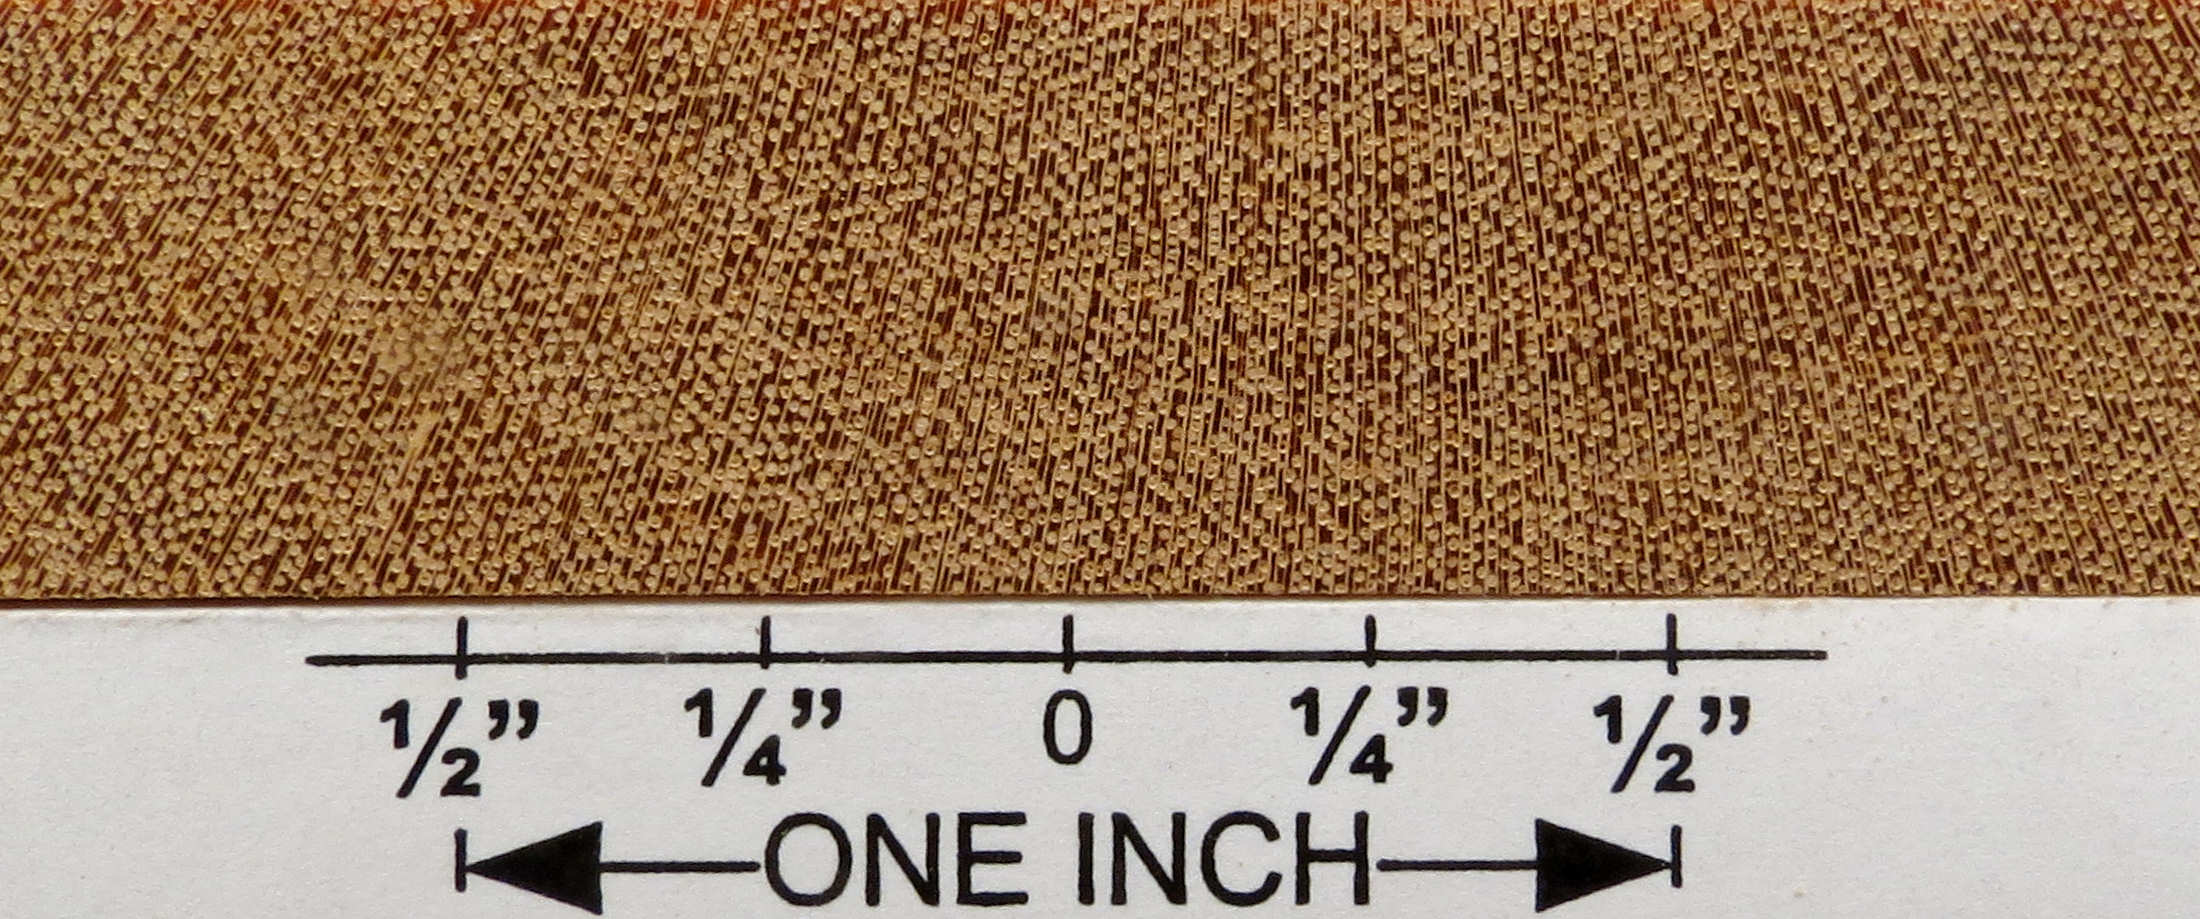 ½” ¼” 0 ¼” ½”
ONE INCH